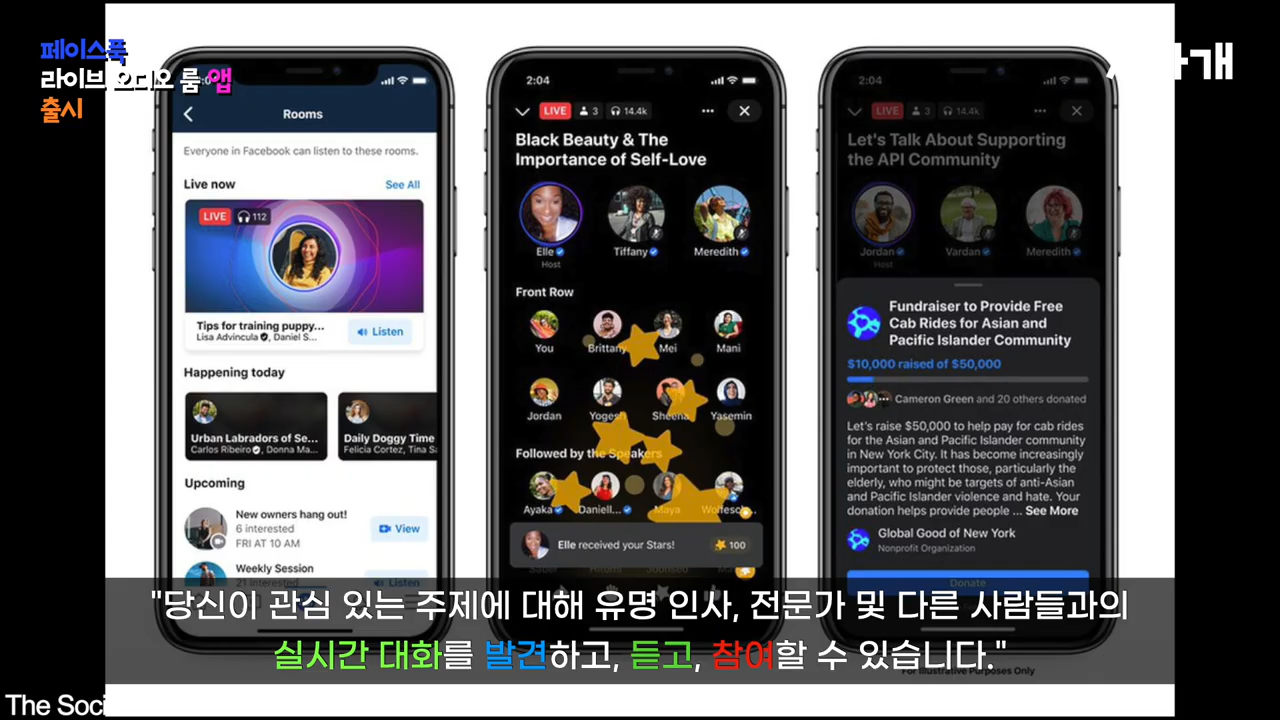 페이스북
라이브 오디오 룸 앱
출시
Rooms
Everyone in Facebook can listen to these rooms.
Live now
See All
LIVE 112
Tips for training puppy...
Lisa Advincula, Daniel S...
Listen
Happening today
Urban Labradors of Se...
Carlos Ribeiro, Donna Ma...
Daily Doggy Time
Felicia Cortez, Tina Sa
Upcoming
New owners hang out!
6 interested
FRI AT 10 AM
View
Weekly Session
21 interested
Listen
2:04
LIVE 3 14.4k
Black Beauty & The
Importance of Self-Love
Elle Tiffany Meredith
Host
Front Row
You Brittany Mei Mani
Jordan Yogesh Sheena Yasemin
Followed by the Speakers
Ayaka Daniell... Maya Wolfesch...
Elle received your Stars!
100
2:04
LIVE 3 14.4k
Let's Talk About Supporting
the API Community
Jordan Vardan Meredith
Host
Fundraiser to Provide Free
Cab Rides for Asian and
Pacific Islander Community
$10,000 raised of $50,000
Cameron Green and 20 others donated
Let's raise $50,000 to help pay for cab rides
for the Asian and Pacific Islander community
in New York City. It has become increasingly
important to protect those, particularly the
elderly, who might be targets of anti-Asian
and Pacific Islander violence and hate. Your
donation helps provide people ... See More
Global Good of New York
Nonprofit Organization
Donate
"당신이 관심 있는 주제에 대해 유명 인사, 전문가 및 다른 사람들과의
실시간 대화를 발견하고, 듣고, 참여할 수 있습니다."
For Illustrative Purposes Only
The Soci